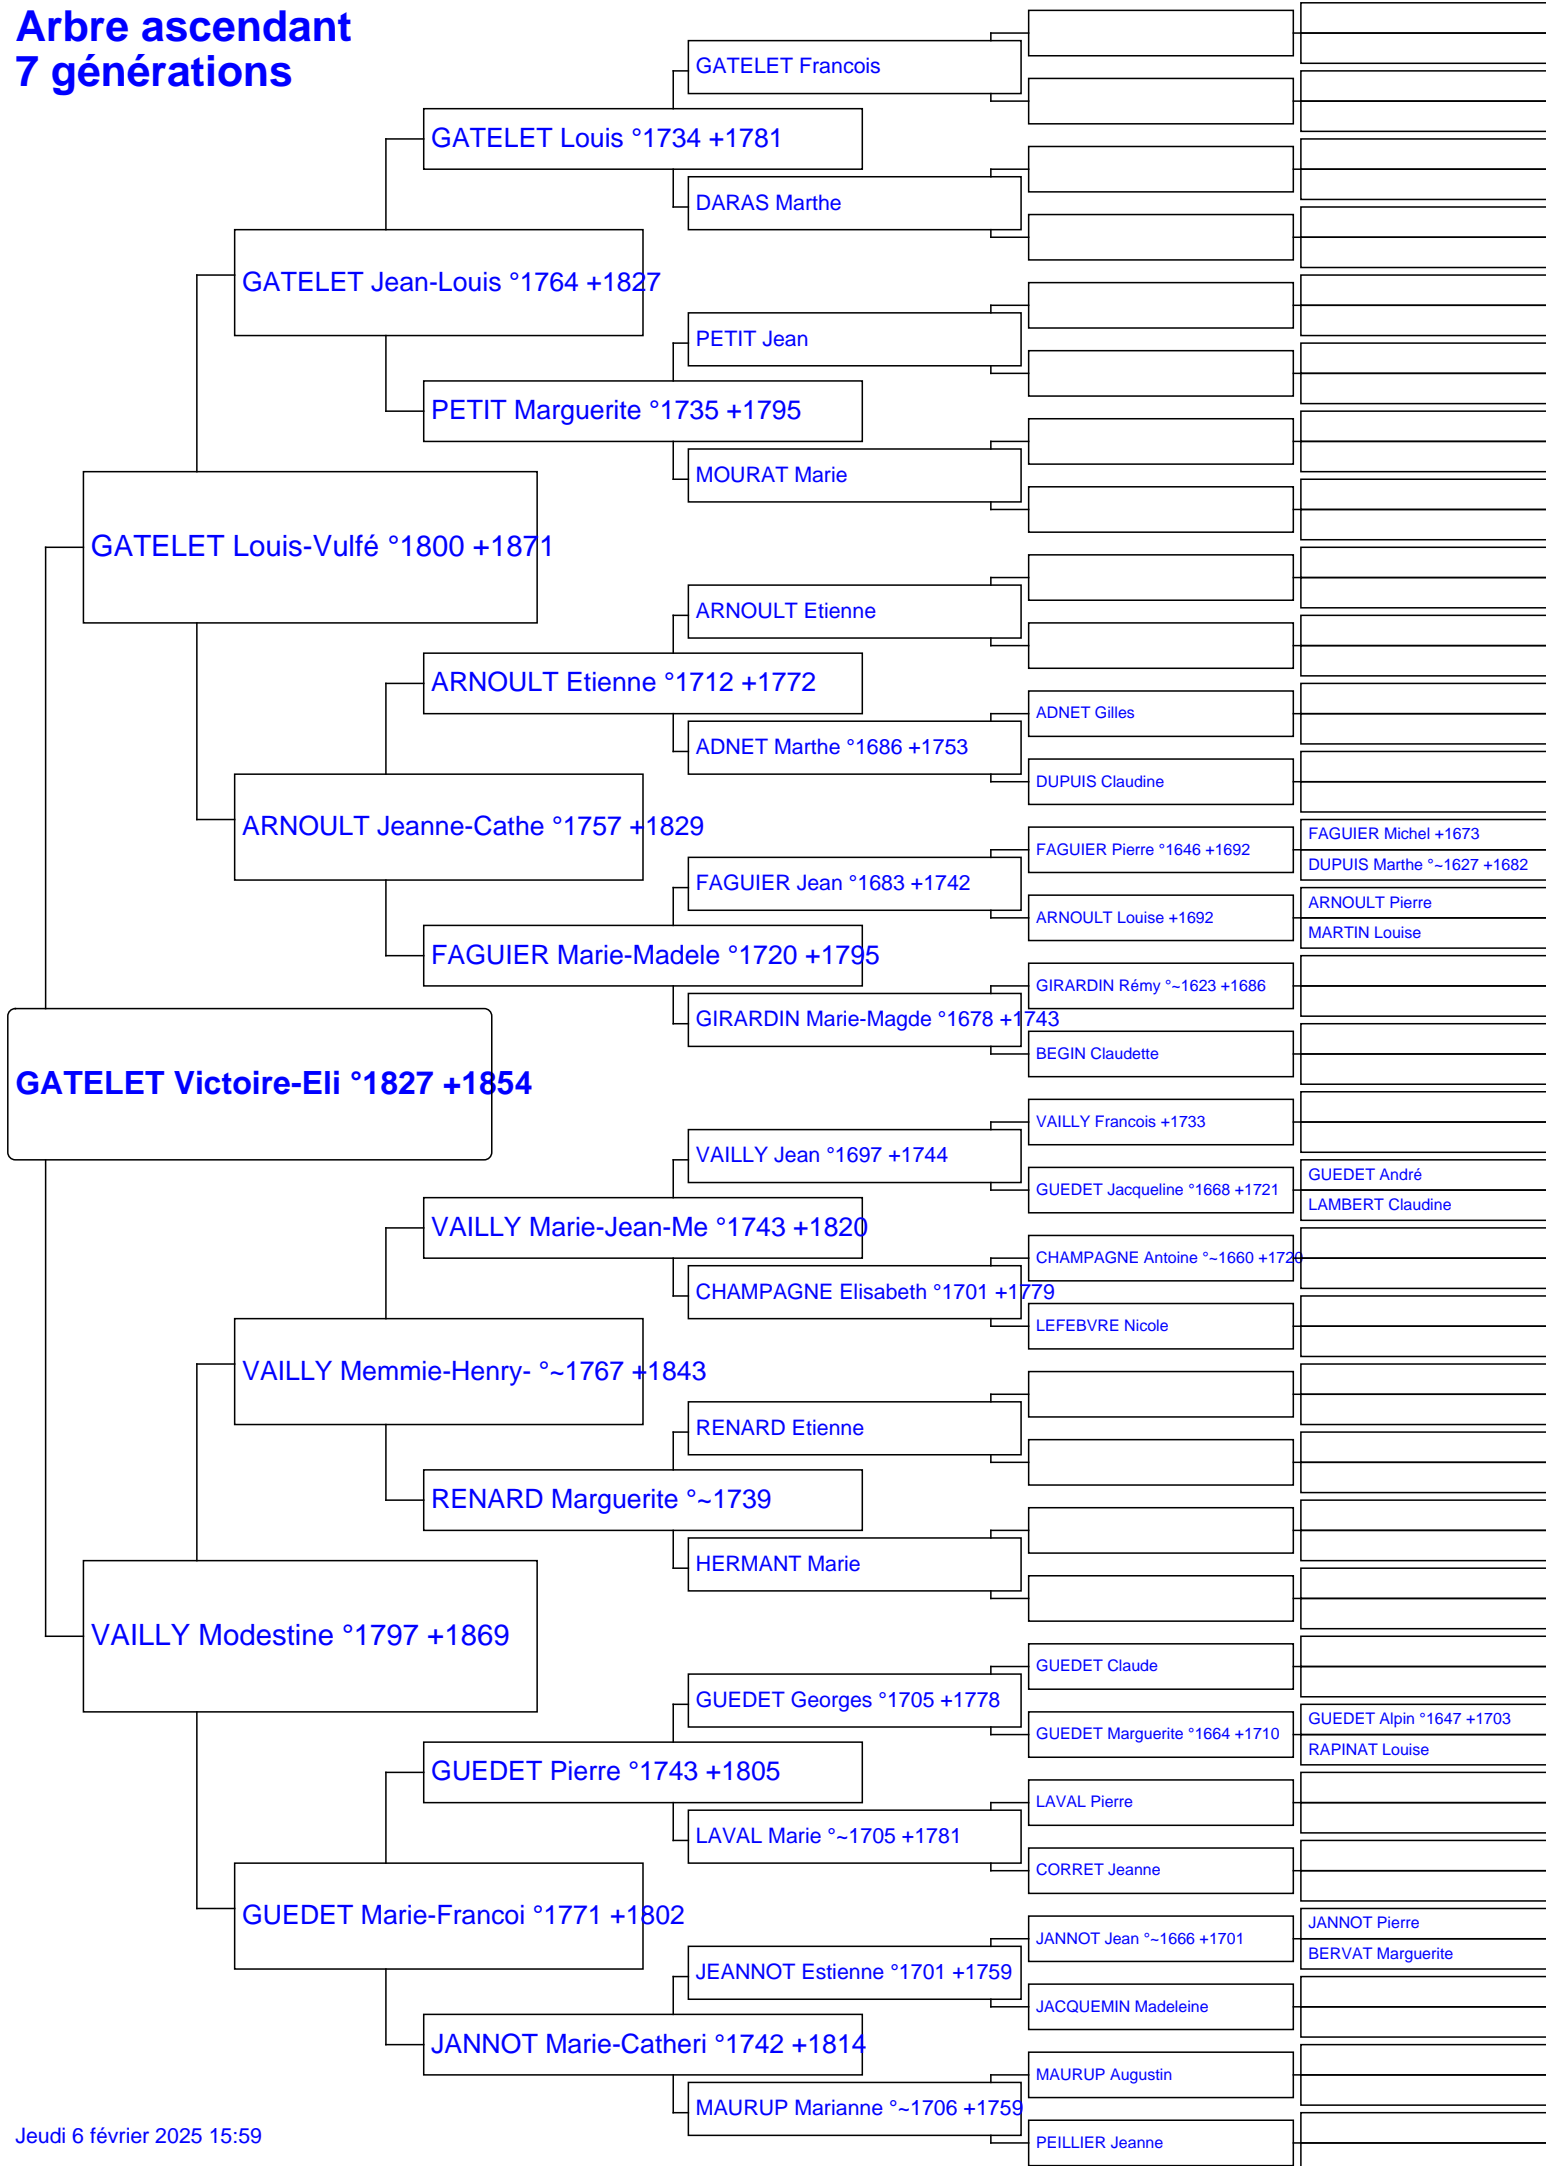 Arbre ascendant
7 générations
GATELET Francois
GATELET Louis °1734 +1781
DARAS Marthe
GATELET Jean-Louis °1764 +1827
PETIT Jean
PETIT Marguerite °1735 +1795
MOURAT Marie
GATELET Louis-Vulfé °1800 +1871
ARNOULT Etienne
ARNOULT Etienne °1712 +1772
ADNET Gilles
ADNET Marthe °1686 +1753
DUPUIS Claudine
ARNOULT Jeanne-Cathe °1757 +1829
FAGUIER Michel +1673
FAGUIER Pierre °1646 +1692
DUPUIS Marthe °~1627 +1682
FAGUIER Jean °1683 +1742
ARNOULT Pierre
ARNOULT Louise +1692
MARTIN Louise
FAGUIER Marie-Madele °1720 +1795
GIRARDIN Rémy °~1623 +1686
GIRARDIN Marie-Magde °1678 +1743
BEGIN Claudette
GATELET Victoire-Eli °1827 +1854
VAILLY Francois +1733
VAILLY Jean °1697 +1744
GUEDET André
GUEDET Jacqueline °1668 +1721
LAMBERT Claudine
VAILLY Marie-Jean-Me °1743 +1820
CHAMPAGNE Antoine °~1660 +1720
CHAMPAGNE Elisabeth °1701 +1779
LEFEBVRE Nicole
VAILLY Memmie-Henry- °~1767 +1843
RENARD Etienne
RENARD Marguerite °~1739
HERMANT Marie
VAILLY Modestine °1797 +1869
GUEDET Claude
GUEDET Georges °1705 +1778
GUEDET Alpin °1647 +1703
GUEDET Marguerite °1664 +1710
RAPINAT Louise
GUEDET Pierre °1743 +1805
LAVAL Pierre
LAVAL Marie °~1705 +1781
CORRET Jeanne
GUEDET Marie-Francoi °1771 +1802
JANNOT Pierre
JANNOT Jean °~1666 +1701
BERVAT Marguerite
JEANNOT Estienne °1701 +1759
JACQUEMIN Madeleine
JANNOT Marie-Catheri °1742 +1814
MAURUP Augustin
MAURUP Marianne °~1706 +1759
PEILLIER Jeanne
Jeudi 6 février 2025 15:59